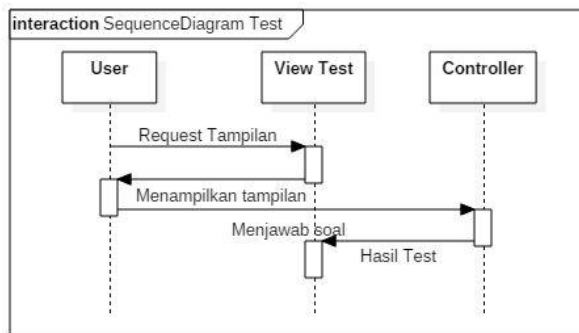 interaction SequenceDiagram Test
User
View Test
Controller
Request Tampilan
Menampilkan tampilan
Menjawab soal
Hasil Test